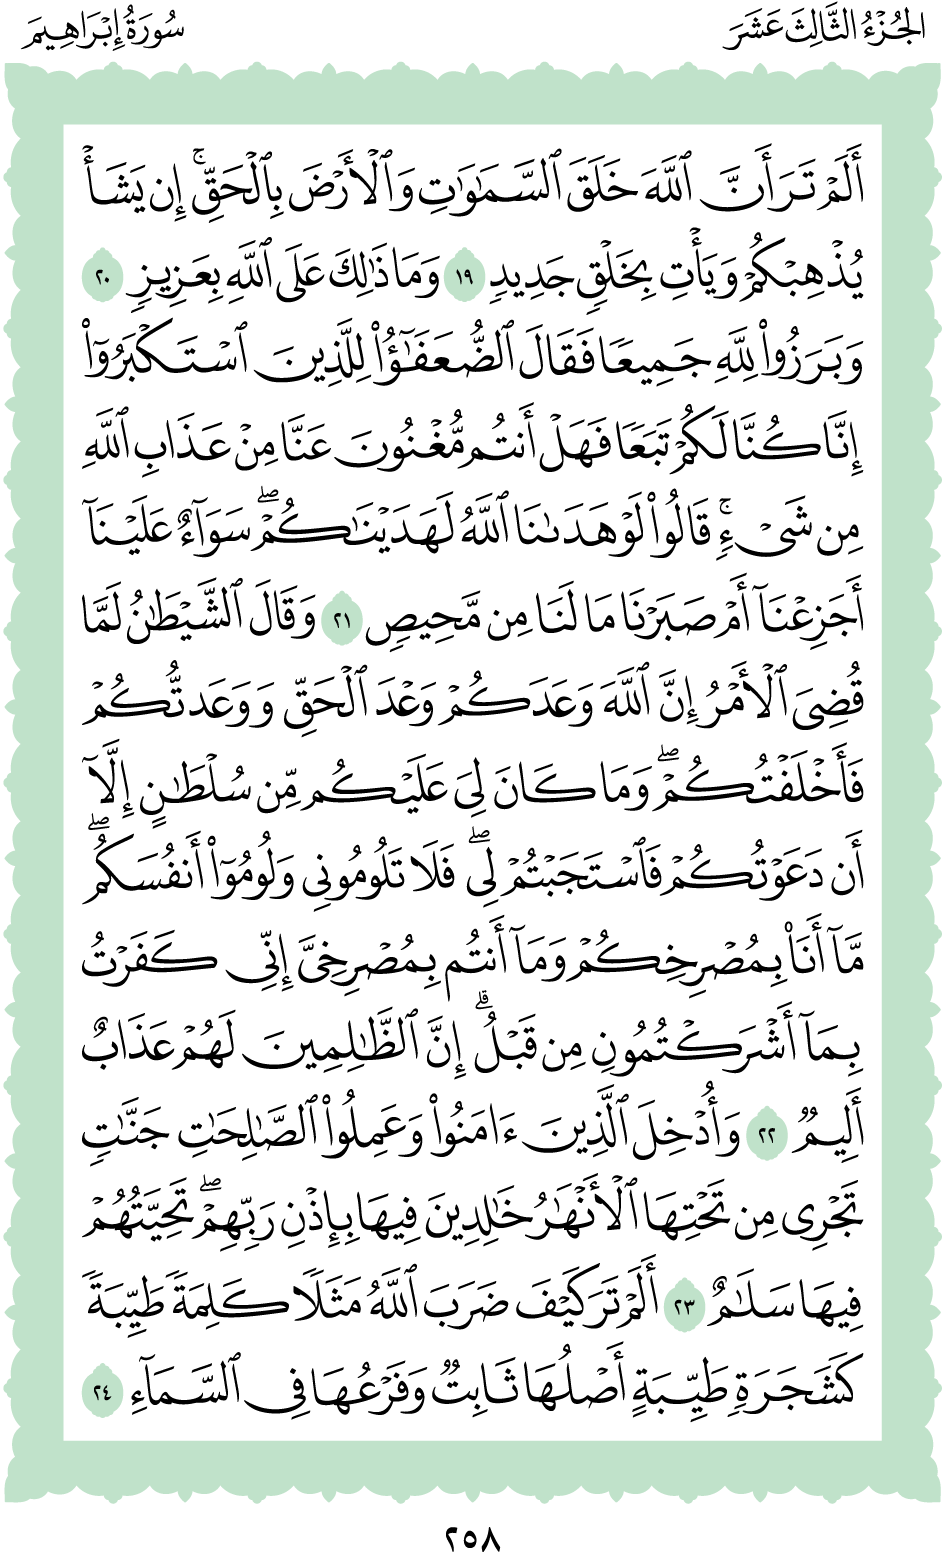 الجُزْءُ الثَّالِثَ عَشَرَ
سُورَةُ إِبْرَاهِيمَ
أَلَمۡ تَرَ أَنَّ ٱللَّهَ خَلَقَ ٱلسَّمَٰوَٰتِ وَٱلۡأَرۡضَ بِٱلۡحَقِّۚ إِن يَشَأۡ
يُذۡهِبۡكُمۡ وَيَأۡتِ بِخَلۡقٖ جَدِيدٖ ١٩ وَمَا ذَٰلِكَ عَلَى ٱللَّهِ بِعَزِيزٖ ٢٠
وَبَرَزُواْ لِلَّهِ جَمِيعٗا فَقَالَ ٱلضُّعَفَٰٓؤُاْ لِلَّذِينَ ٱسۡتَكۡبَرُوٓاْ
إِنَّا كُنَّا لَكُمۡ تَبَعٗا فَهَلۡ أَنتُم مُّغۡنُونَ عَنَّا مِنۡ عَذَابِ ٱللَّهِ
مِن شَيۡءٖۚ قَالُواْ لَوۡ هَدَىٰنَا ٱللَّهُ لَهَدَيۡنَٰكُمۡۖ سَوَآءٌ عَلَيۡنَآ
أَجَزِعۡنَآ أَمۡ صَبَرۡنَا مَا لَنَا مِن مَّحِيصٖ ٢١ وَقَالَ ٱلشَّيۡطَٰنُ لَمَّا
قُضِيَ ٱلۡأَمۡرُ إِنَّ ٱللَّهَ وَعَدَكُمۡ وَعۡدَ ٱلۡحَقِّ وَوَعَدتُّكُمۡ
فَأَخۡلَفۡتُكُمۡۖ وَمَا كَانَ لِيَ عَلَيۡكُم مِّن سُلۡطَٰنٍ إِلَّآ
أَن دَعَوۡتُكُمۡ فَٱسۡتَجَبۡتُمۡ لِيۖ فَلَا تَلُومُونِي وَلُومُوٓاْ أَنفُسَكُمۖ
مَّآ أَنَا۠ بِمُصۡرِخِكُمۡ وَمَآ أَنتُم بِمُصۡرِخِيَّ إِنِّي كَفَرۡتُ
بِمَآ أَشۡرَكۡتُمُونِ مِن قَبۡلُۗ إِنَّ ٱلظَّٰلِمِينَ لَهُمۡ عَذَابٌ
أَلِيمٞ ٢٢ وَأُدۡخِلَ ٱلَّذِينَ ءَامَنُواْ وَعَمِلُواْ ٱلصَّٰلِحَٰتِ جَنَّٰتٖ
تَجۡرِي مِن تَحۡتِهَا ٱلۡأَنۡهَٰرُ خَٰلِدِينَ فِيهَا بِإِذۡنِ رَبِّهِمۡۖ تَحِيَّتُهُمۡ
فِيهَا سَلَٰمٌ ٢٣ أَلَمۡ تَرَ كَيۡفَ ضَرَبَ ٱللَّهُ مَثَلٗا كَلِمَةٗ طَيِّبَةٗ
كَشَجَرَةٖ طَيِّبَةٍ أَصۡلُهَا ثَابِتٞ وَفَرۡعُهَا فِي ٱلسَّمَآءِ ٢٤
٢٥٨